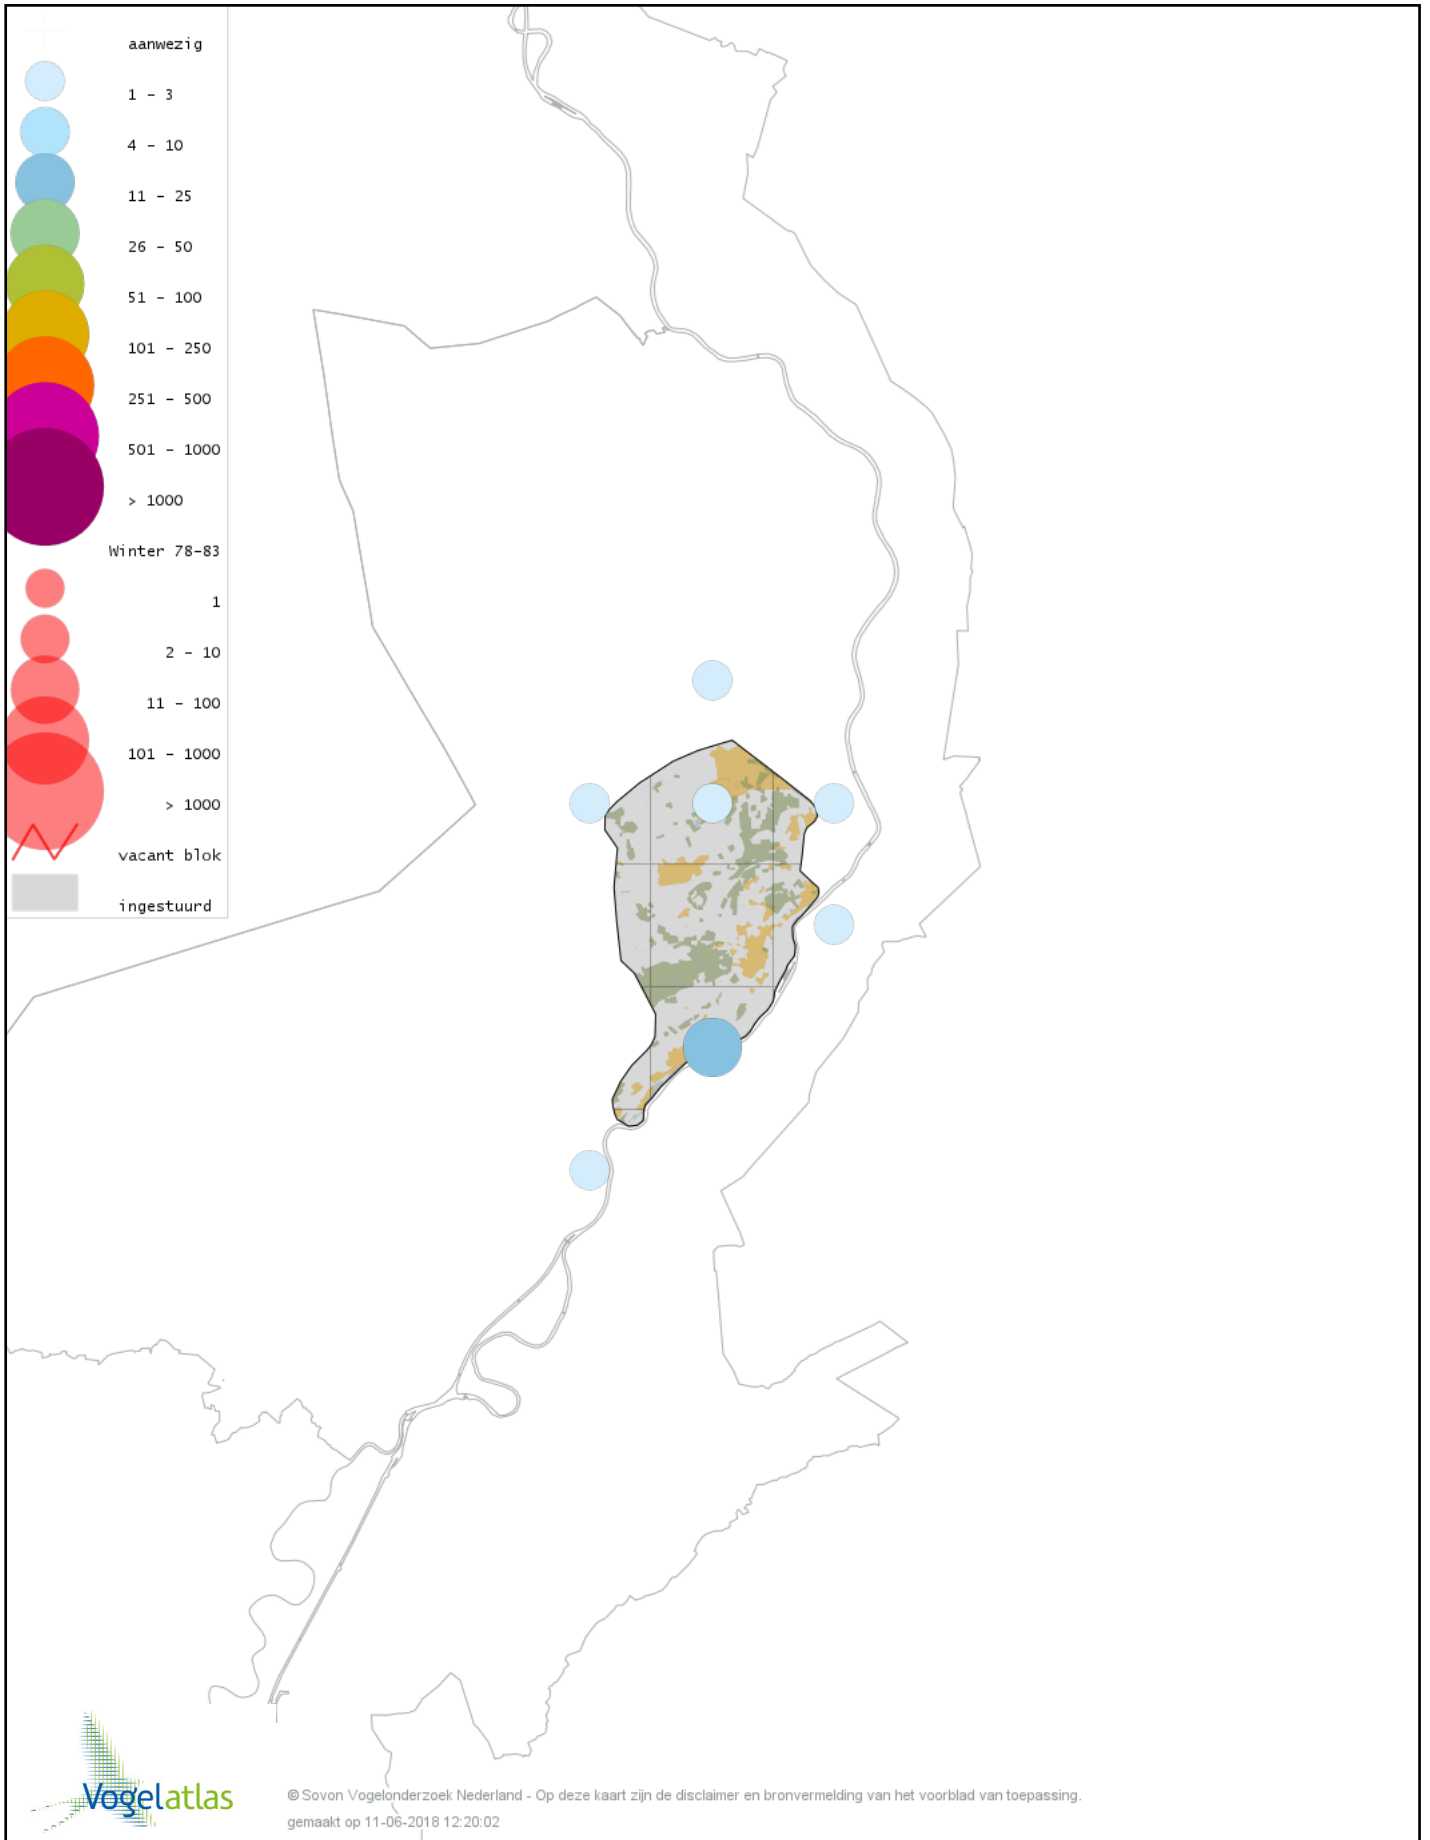 aanwezig
1 - 3
4 - 10
11 - 25
26 - 50
51 - 100
101 - 250
251 - 500
501 - 1000
> 1000
Winter 78-83
1
2 - 10
11 - 100
101 - 1000
> 1000
vacant blok
ingestuurd
Vogelatlas
© Sovon Vogelonderzoek Nederland - Op deze kaart zijn de disclaimer en bronvermelding van het voorblad van toepassing.
gemaakt op 11-06-2018 12:20:02